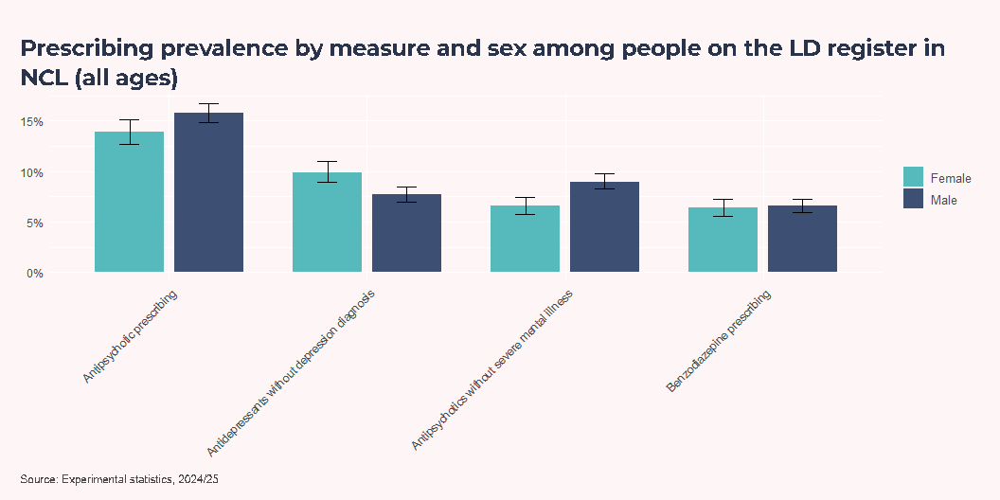 Prescribing prevalence by measure and sex among people on the LD register in
NCL (all ages)
15%
10%
5%
0%
Female
Male
Antipsychotic prescribing
Antidepressants without depression diagnosis
Antipsychotics without severe mental illness
Benzodiazepine prescribing
Source: Experimental statistics, 2024/25